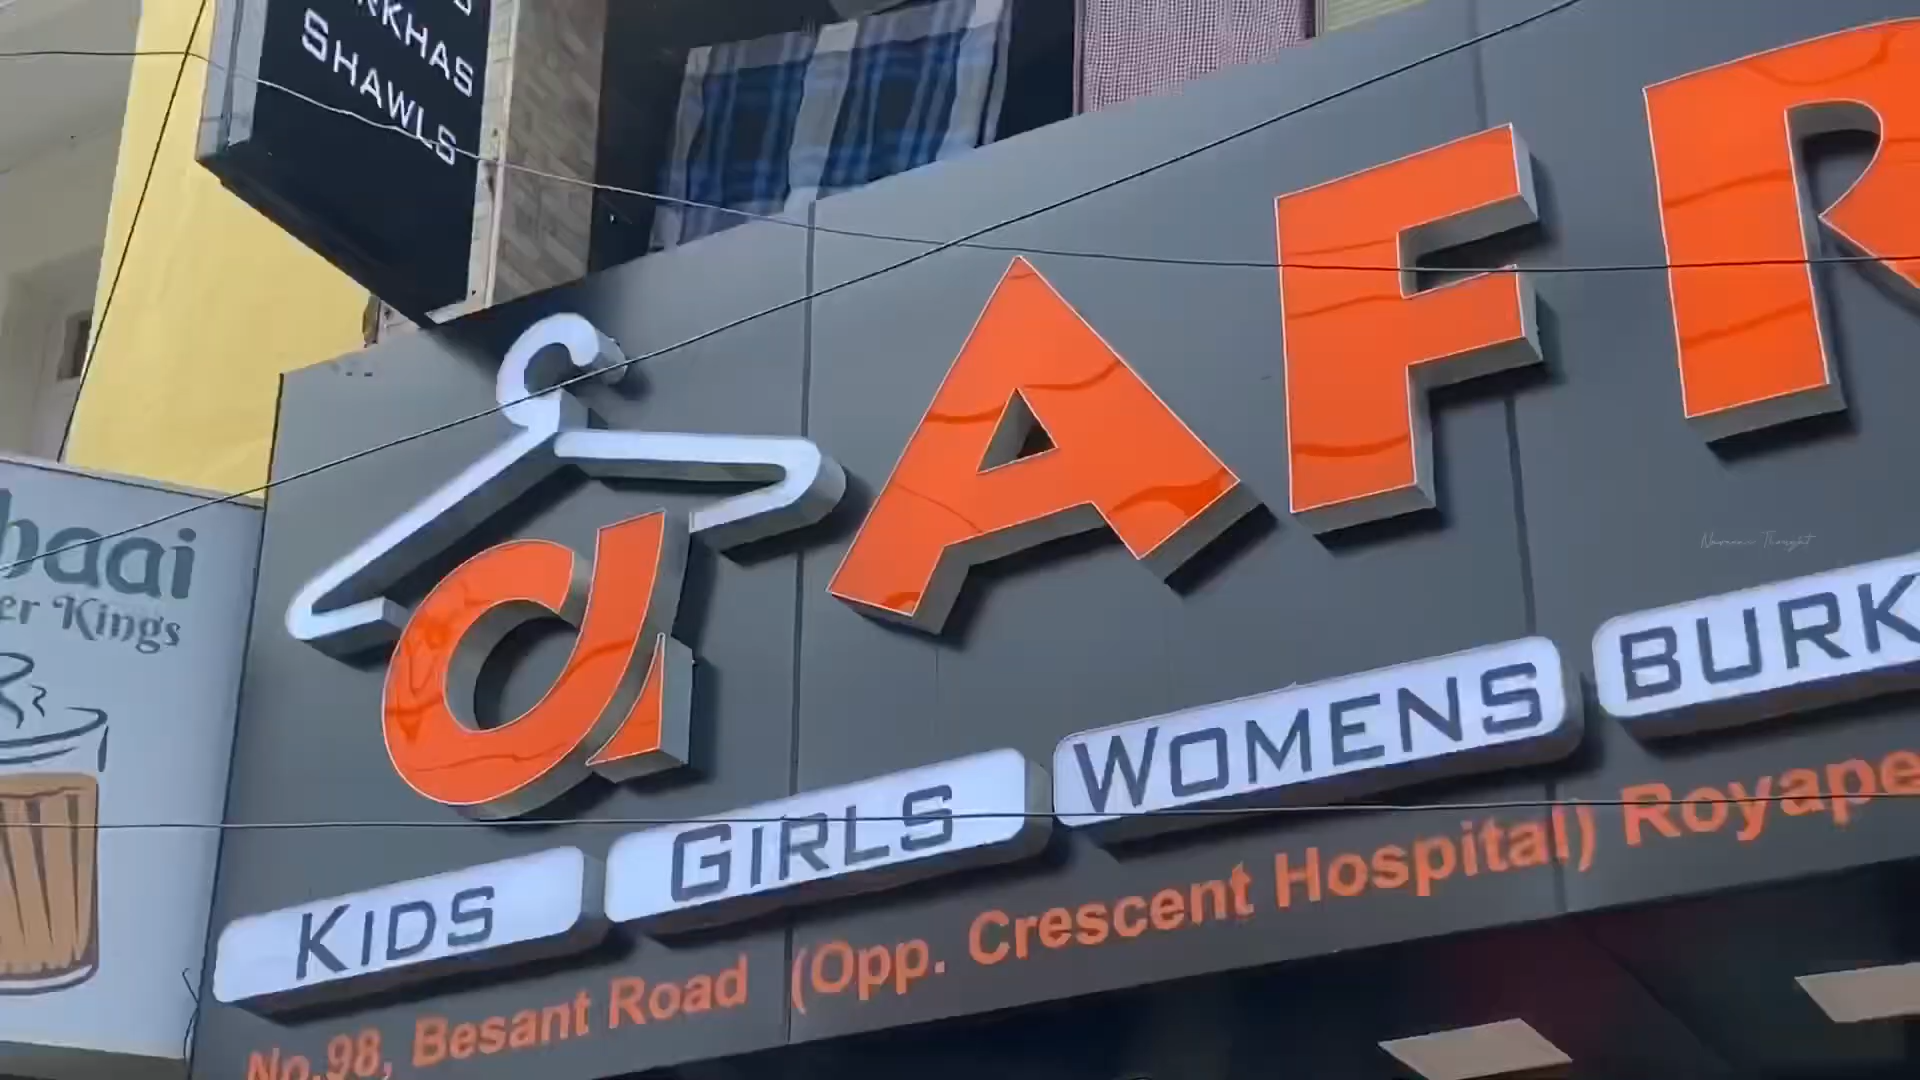 RKHAS
SHAWLS
haai
er Kings
a AFR
KIDS GIRLS WOMENS BURK
No.98, Besant Road (Opp. Crescent Hospital) Royape